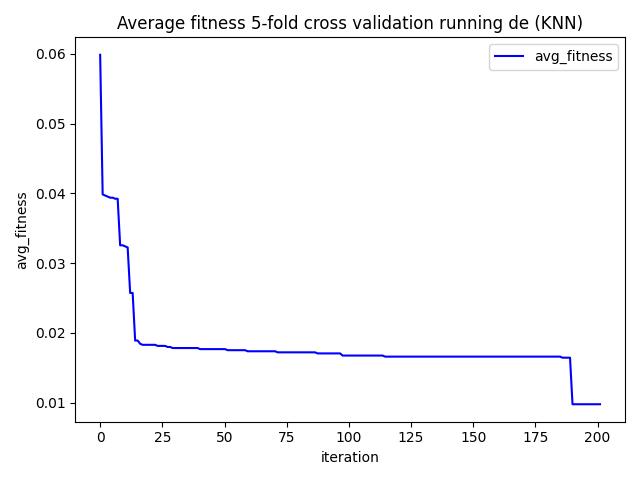 Average fitness 5-fold cross validation running de (KNN)
avg_fitness
0.06
0.05
0.04
0.03
0.02
0.01
avg_fitness
0 25 50 75 100 125 150 175 200
iteration